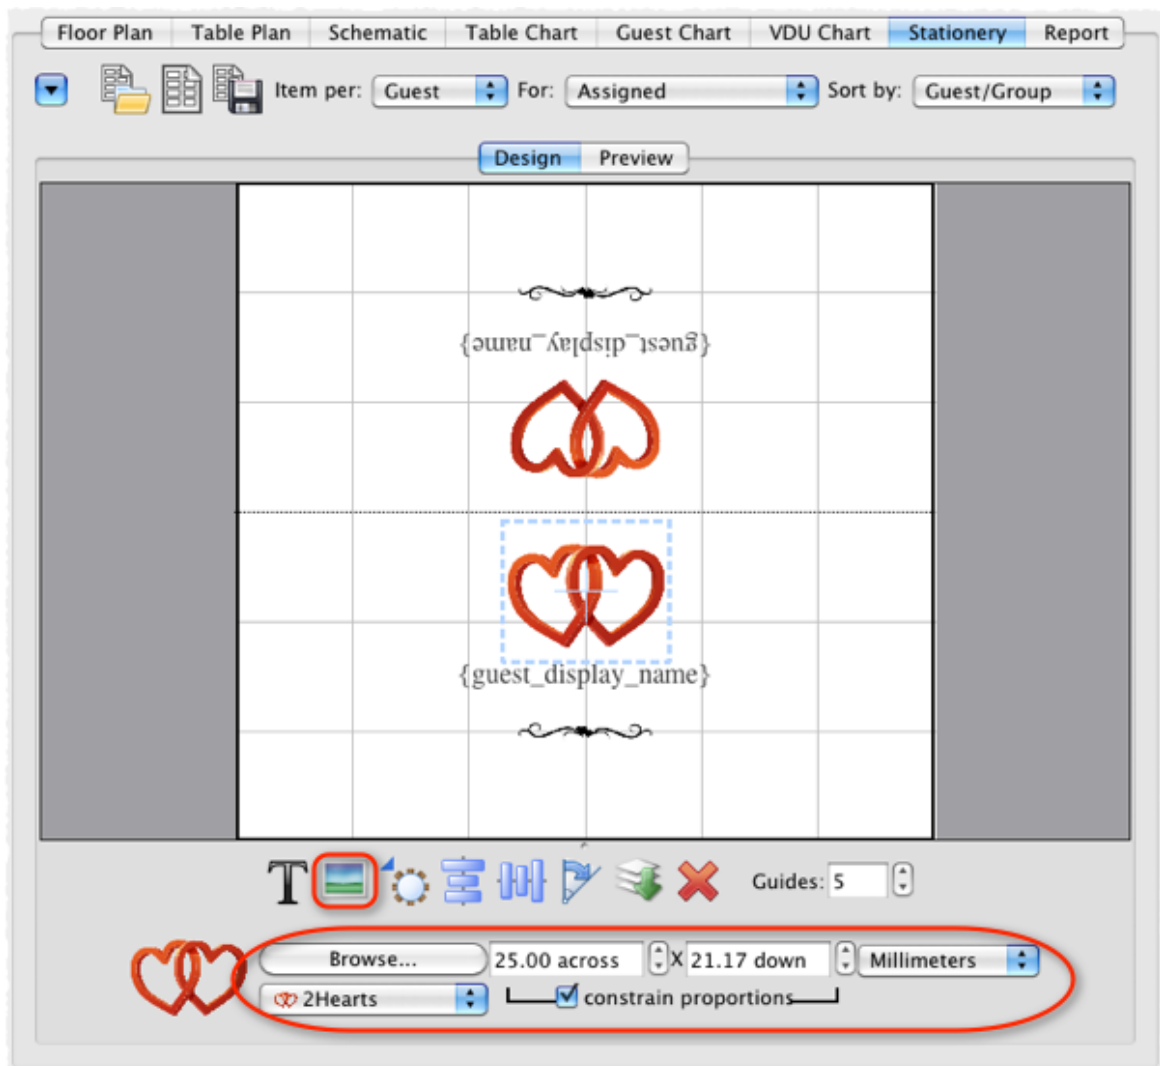 Floor Plan Table Plan Schematic Table Chart Guest Chart VDU Chart Stationery Report
Item per: Guest For: Assigned Sort by: Guest/Group
Design Preview
{guest_display_name}
{guest_display_name}
T Guides: 5
Browse... 25.00 across X 21.17 down Millimeters
2Hearts constrain proportions